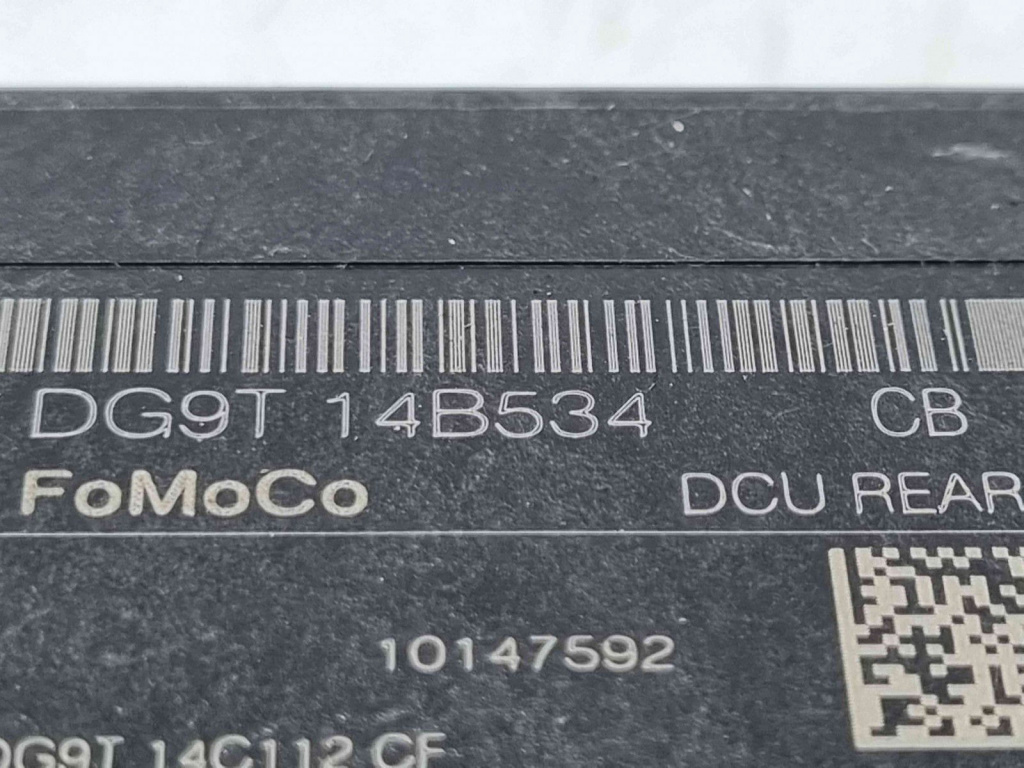 DG9T 14B534 CB
FoMoCo DCU REAR
10147592
DG9T 14C112 CF